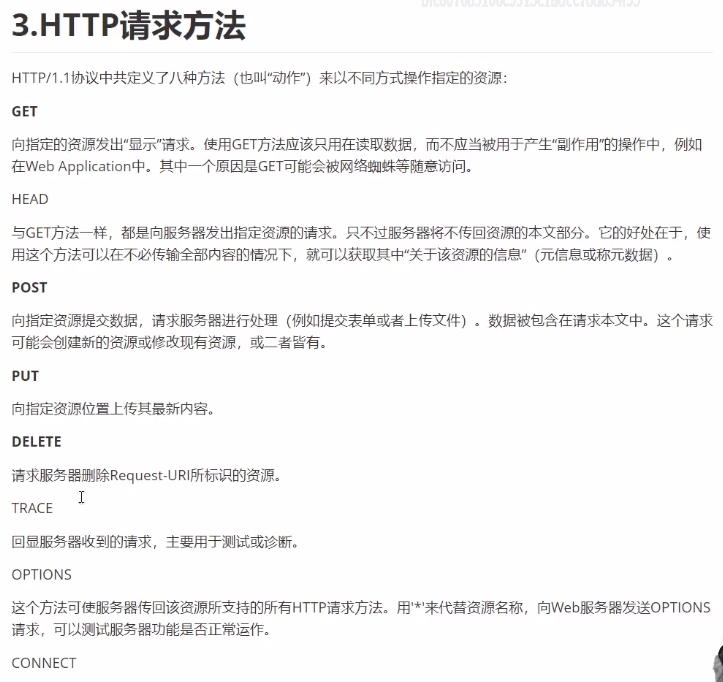 3.HTTP请求方法
HTTP/1.1协议中共定义了八种方法（也叫“动作”）来以不同方式操作指定的资源：
GET
向指定的资源发出“显示”请求。使用GET方法应该只用在读取数据，而不应当被用于产生“副作用”的操作中，例如
在Web Application中。其中一个原因是GET可能会被网络蜘蛛等随意访问。
HEAD
与GET方法一样，都是向服务器发出指定资源的请求。只不过服务器将不传回资源的本文部分。它的好处在于，使
用这个方法可以在不必传输全部内容的情况下，就可以获取其中“关于该资源的信息”（元信息或称元数据）。
POST
向指定资源提交数据，请求服务器进行处理（例如提交表单或者上传文件）。数据被包含在请求本文中。这个请求
可能会创建新的资源或修改现有资源，或二者皆有。
PUT
向指定资源位置上传其最新内容。
DELETE
请求服务器删除Request-URI所标识的资源。
TRACE
回显服务器收到的请求，主要用于测试或诊断。
OPTIONS
这个方法可使服务器传回该资源所支持的所有HTTP请求方法。用'*'来代替资源名称，向Web服务器发送OPTIONS
请求，可以测试服务器功能是否正常运作。
CONNECT